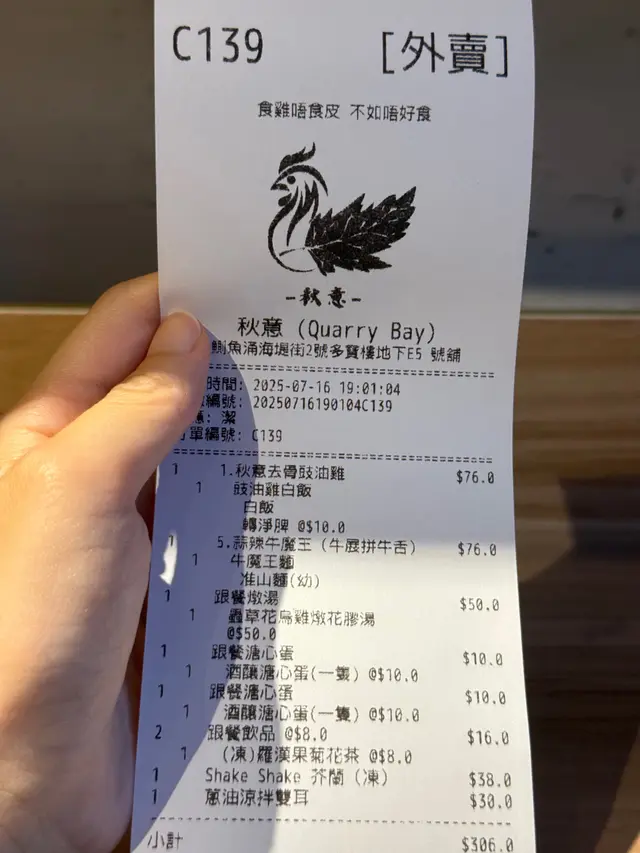 C139 [外賣]
食雞唔食皮 不如唔好食
-秋意-
秋意 (Quarry Bay)
鰂魚涌海堤街2號多寶樓地下E5 號舖
時間: 2025-07-16 19:01:04
編號: 20250716190104C139
: 潔
單編號: C139
1 1.秋意去骨豉油雞 $76.0
1 豉油雞白飯
白飯
轉淨脾 @$10.0
1 5.蒜辣牛魔王 (牛展拼牛舌) $76.0
1 牛魔王麵
准山麵(幼)
1 跟餐燉湯 $50.0
1 蟲草花烏雞燉花膠湯
@$50.0
1 跟餐溏心蛋 $10.0
1 酒釀溏心蛋(一隻) @$10.0
1 跟餐溏心蛋 $10.0
1 酒釀溏心蛋(一隻) @$10.0
2 跟餐飲品 @$8.0 $16.0
1 (凍)羅漢果菊花茶 @$8.0
1 Shake Shake 芥蘭 (凍) $38.0
1 蔥油涼拌雙耳 $30.0
小計 $306.0